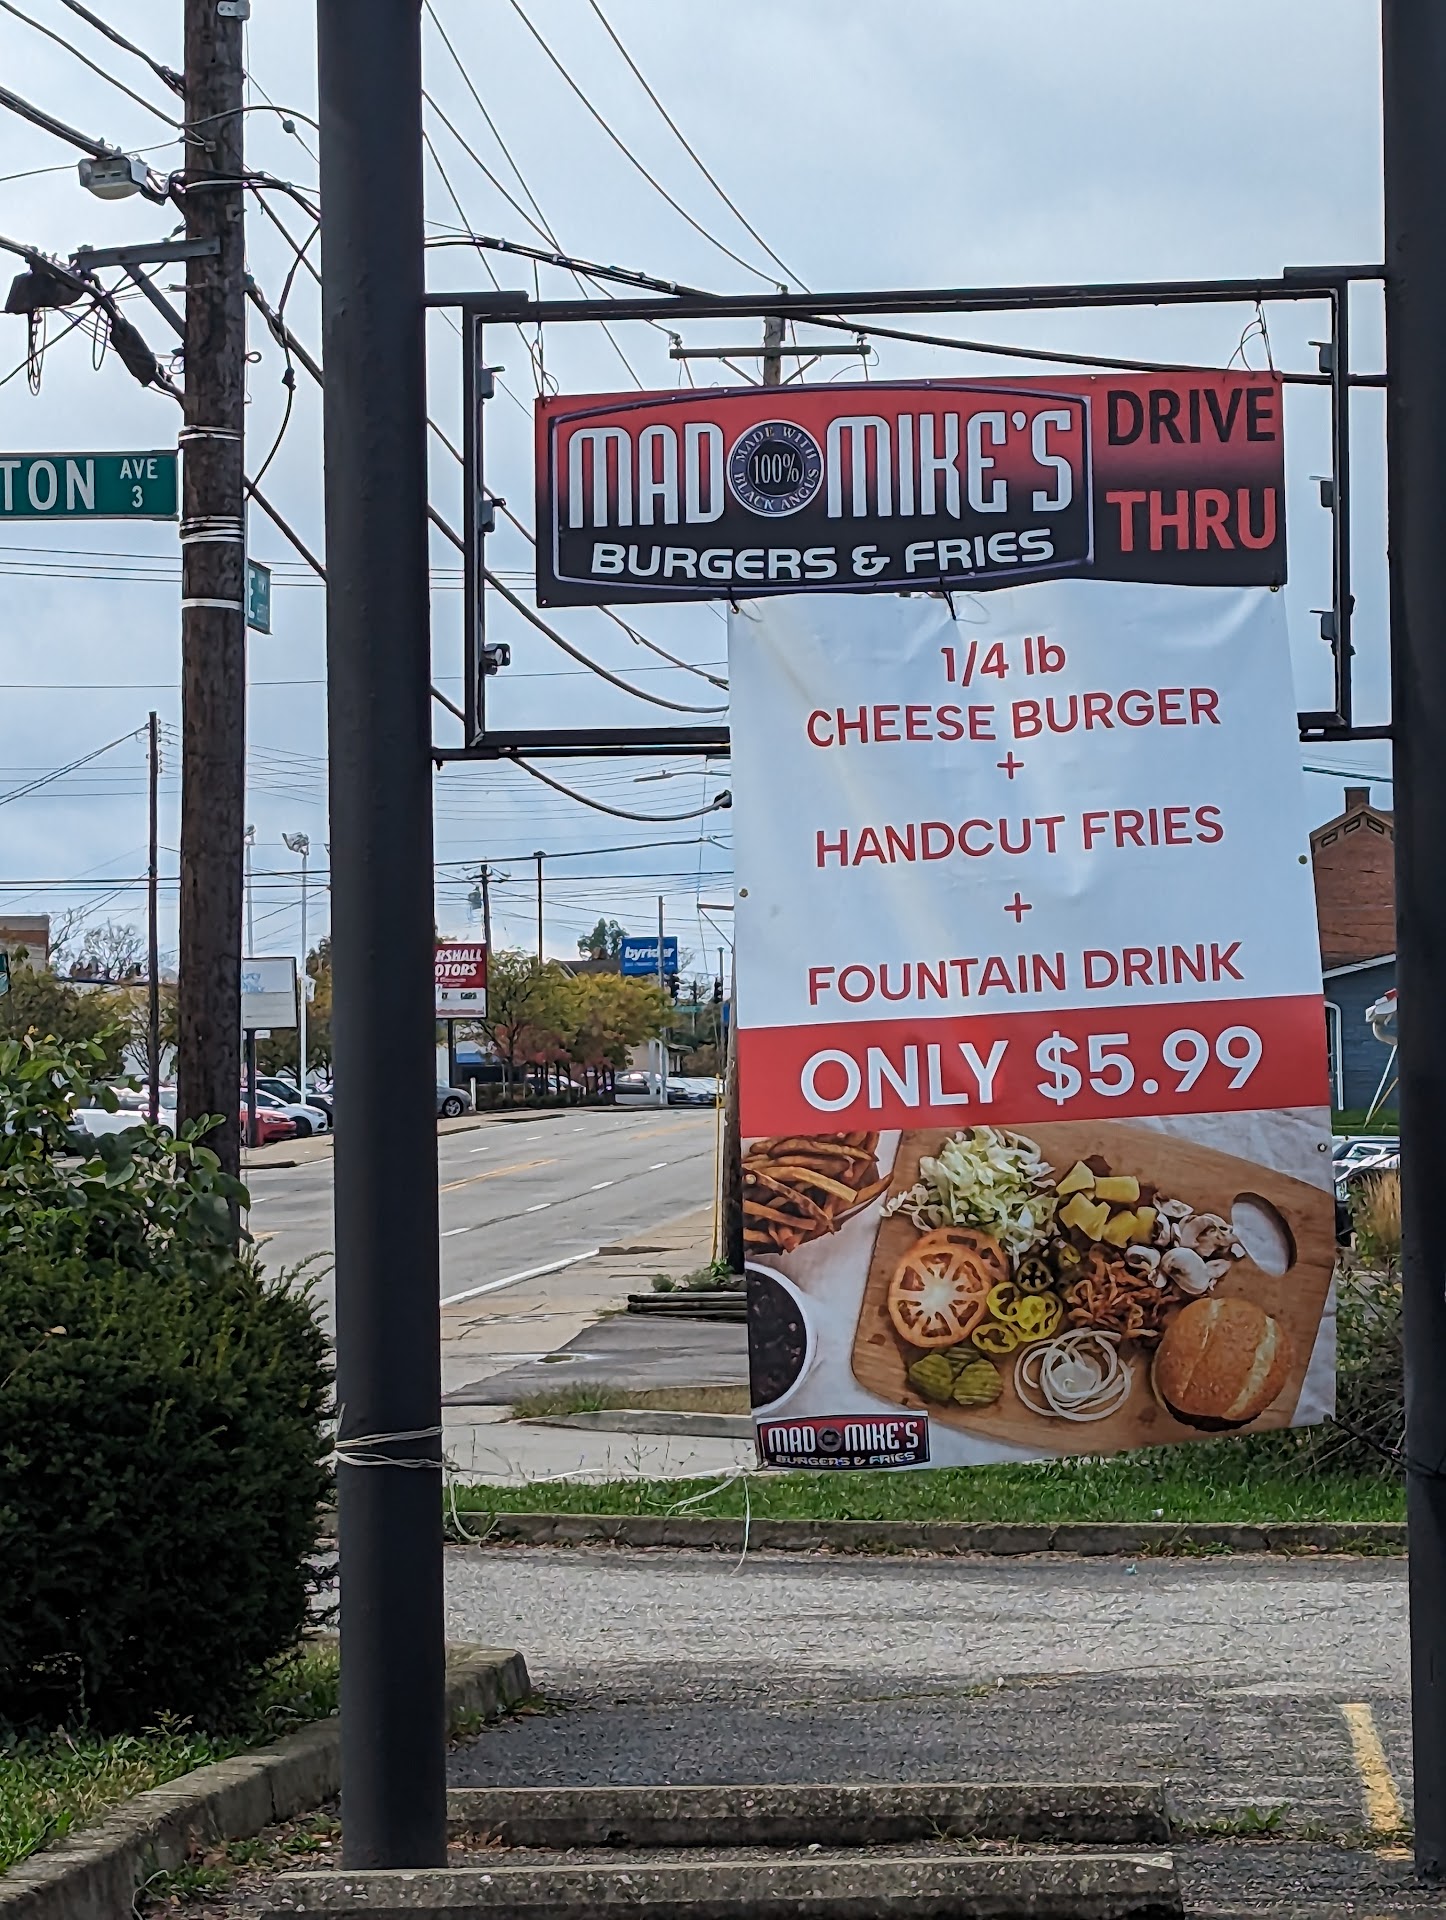 TON AVE
3
MAD MIKE'S
MADE WITH
100%
BLACK ANGUS
BURGERS & FRIES
DRIVE
THRU
1/4 lb
CHEESE BURGER
+
HANDCUT FRIES
+
FOUNTAIN DRINK
ONLY $5.99
RSHALL
OTORS
byrider
MAD MIKE'S
BURGERS & FRIES